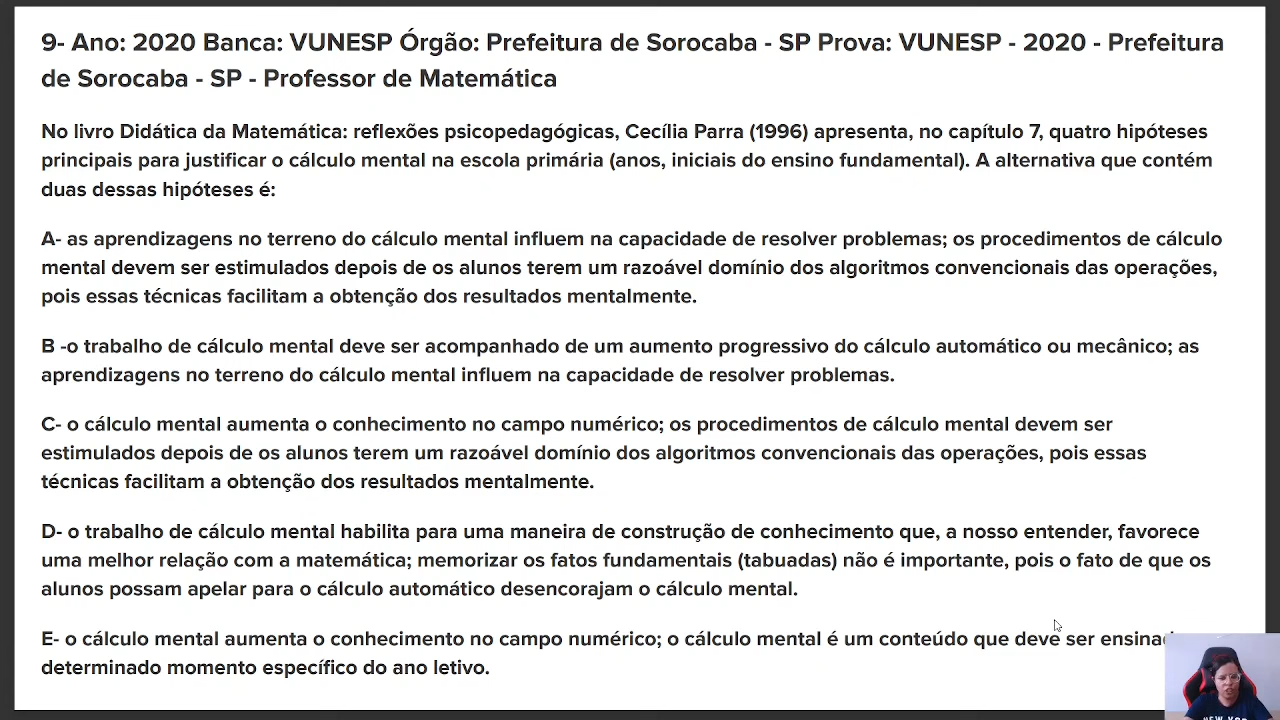 9- Ano: 2020 Banca: VUNESP Órgão: Prefeitura de Sorocaba - SP Prova: VUNESP - 2020 - Prefeitura
de Sorocaba - SP - Professor de Matemática
No livro Didática da Matemática: reflexões psicopedagógicas, Cecília Parra (1996) apresenta, no capítulo 7, quatro hipóteses
principais para justificar o cálculo mental na escola primária (anos, iniciais do ensino fundamental). A alternativa que contém
duas dessas hipóteses é:
A- as aprendizagens no terreno do cálculo mental influem na capacidade de resolver problemas; os procedimentos de cálculo
mental devem ser estimulados depois de os alunos terem um razoável domínio dos algoritmos convencionais das operações,
pois essas técnicas facilitam a obtenção dos resultados mentalmente.
B -o trabalho de cálculo mental deve ser acompanhado de um aumento progressivo do cálculo automático ou mecânico; as
aprendizagens no terreno do cálculo mental influem na capacidade de resolver problemas.
C- o cálculo mental aumenta o conhecimento no campo numérico; os procedimentos de cálculo mental devem ser
estimulados depois de os alunos terem um razoável domínio dos algoritmos convencionais das operações, pois essas
técnicas facilitam a obtenção dos resultados mentalmente.
D- o trabalho de cálculo mental habilita para uma maneira de construção de conhecimento que, a nosso entender, favorece
uma melhor relação com a matemática; memorizar os fatos fundamentais (tabuadas) não é importante, pois o fato de que os
alunos possam apelar para o cálculo automático desencorajam o cálculo mental.
E- o cálculo mental aumenta o conhecimento no campo numérico; o cálculo mental é um conteúdo que deve ser
determinado momento específico do ano letivo.